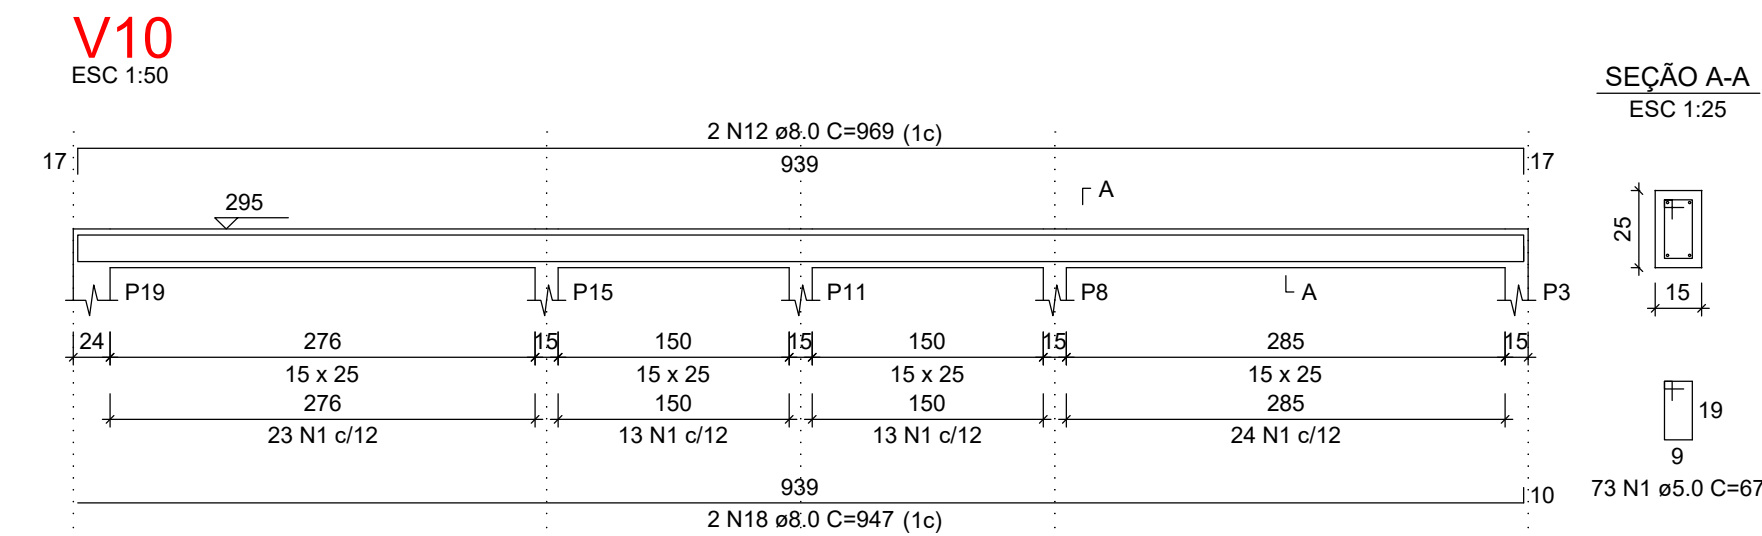 V10
ESC 1:50
SEÇÃO A-A
ESC 1:25
2 N12 ø8.0 C=969 (1c)
17
939
17
A
295
25
P19
P15
P11
P8
A
P3
15
24
276
15
150
15
150
15
285
15
15 x 25
15 x 25
15 x 25
15 x 25
276
150
150
285
23 N1 c/12
13 N1 c/12
13 N1 c/12
24 N1 c/12
19
9
939
10
73 N1 ø5.0 C=67
2 N18 ø8.0 C=947 (1c)